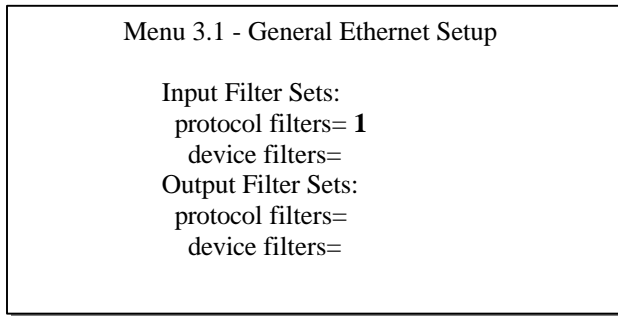 Menu 3.1 - General Ethernet Setup
Input Filter Sets:
protocol filters= 1
device filters=
Output Filter Sets:
protocol filters=
device filters=